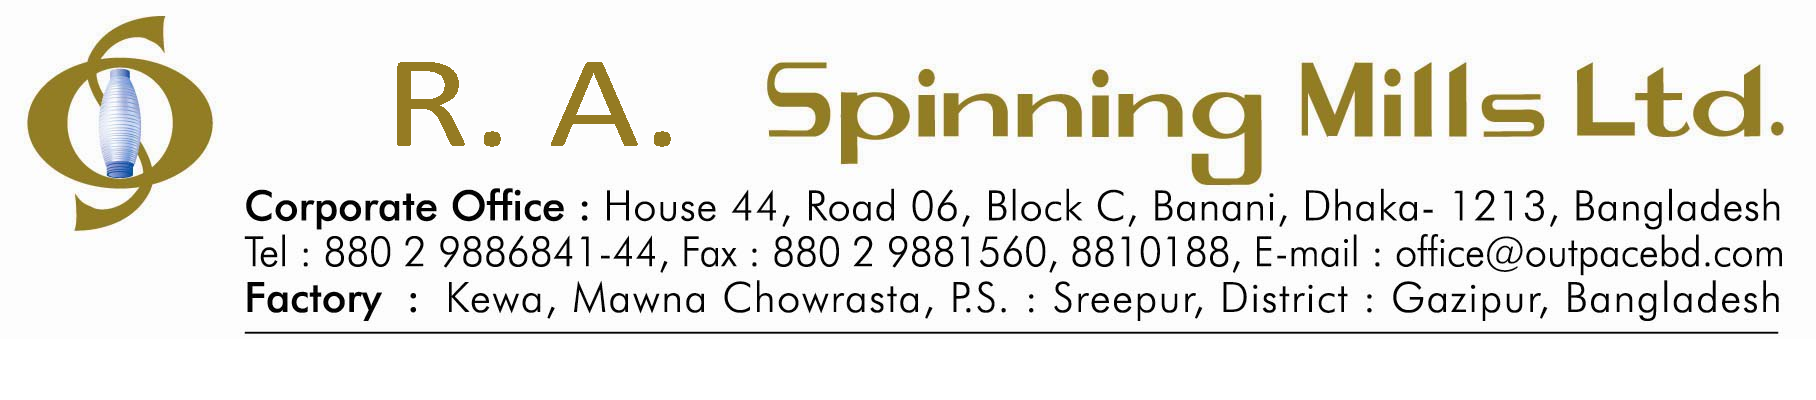 R. A. Spinning Mills Ltd.
Corporate Office : House 44, Road 06, Block C, Banani, Dhaka- 1213, Bangladesh
Tel : 880 2 9886841-44, Fax : 880 2 9881560, 8810188, E-mail : office@outpacebd.com
Factory : Kewa, Mawna Chowrasta, P.S. : Sreepur, District : Gazipur, Bangladesh